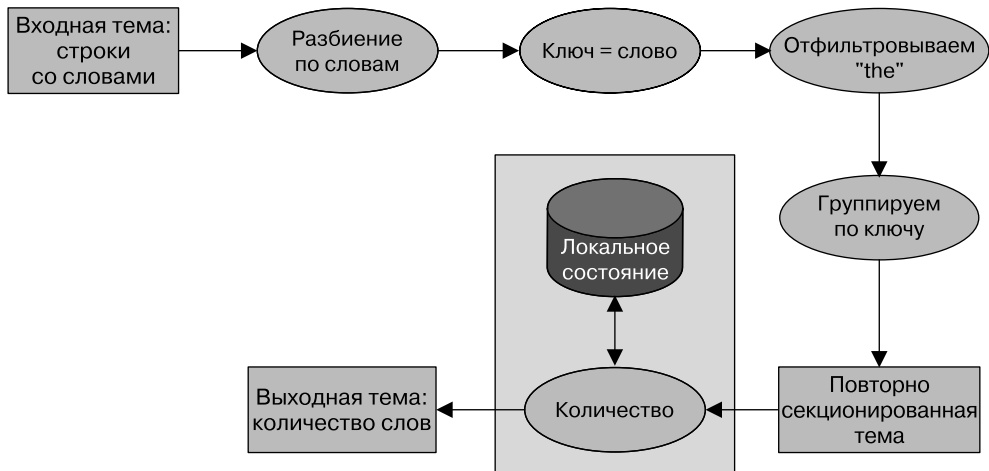 Входная тема:
строки
со словами
Разбиение
по словам
Ключ = слово
Отфильтровываем
"the"
Группируем
по ключу
Локальное
состояние
Повторно
секционированная
тема
Количество
Выходная тема:
количество слов